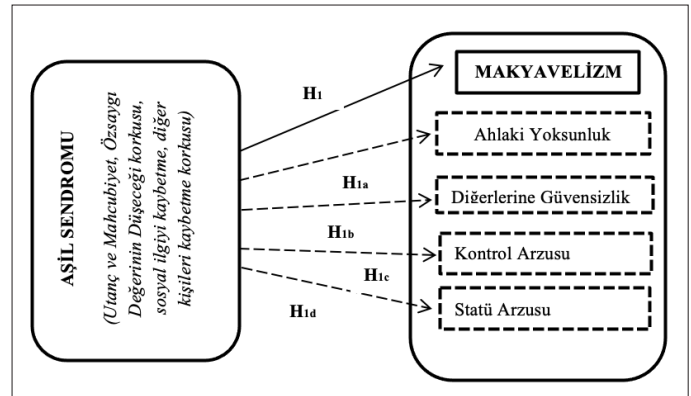 AŞİL SENDROMU
(Utanç ve Mahcubiyet, Özsaygı
Değerinin Düşeceği korkusu,
sosyal ilgiyi kaybetme, diğer
kişileri kaybetme korkusu)
H1
H1a
H1b
H1c
H1d
MAKYAVELİZM
Ahlaki Yoksunluk
Diğerlerine Güvensizlik
Kontrol Arzusu
Statü Arzusu